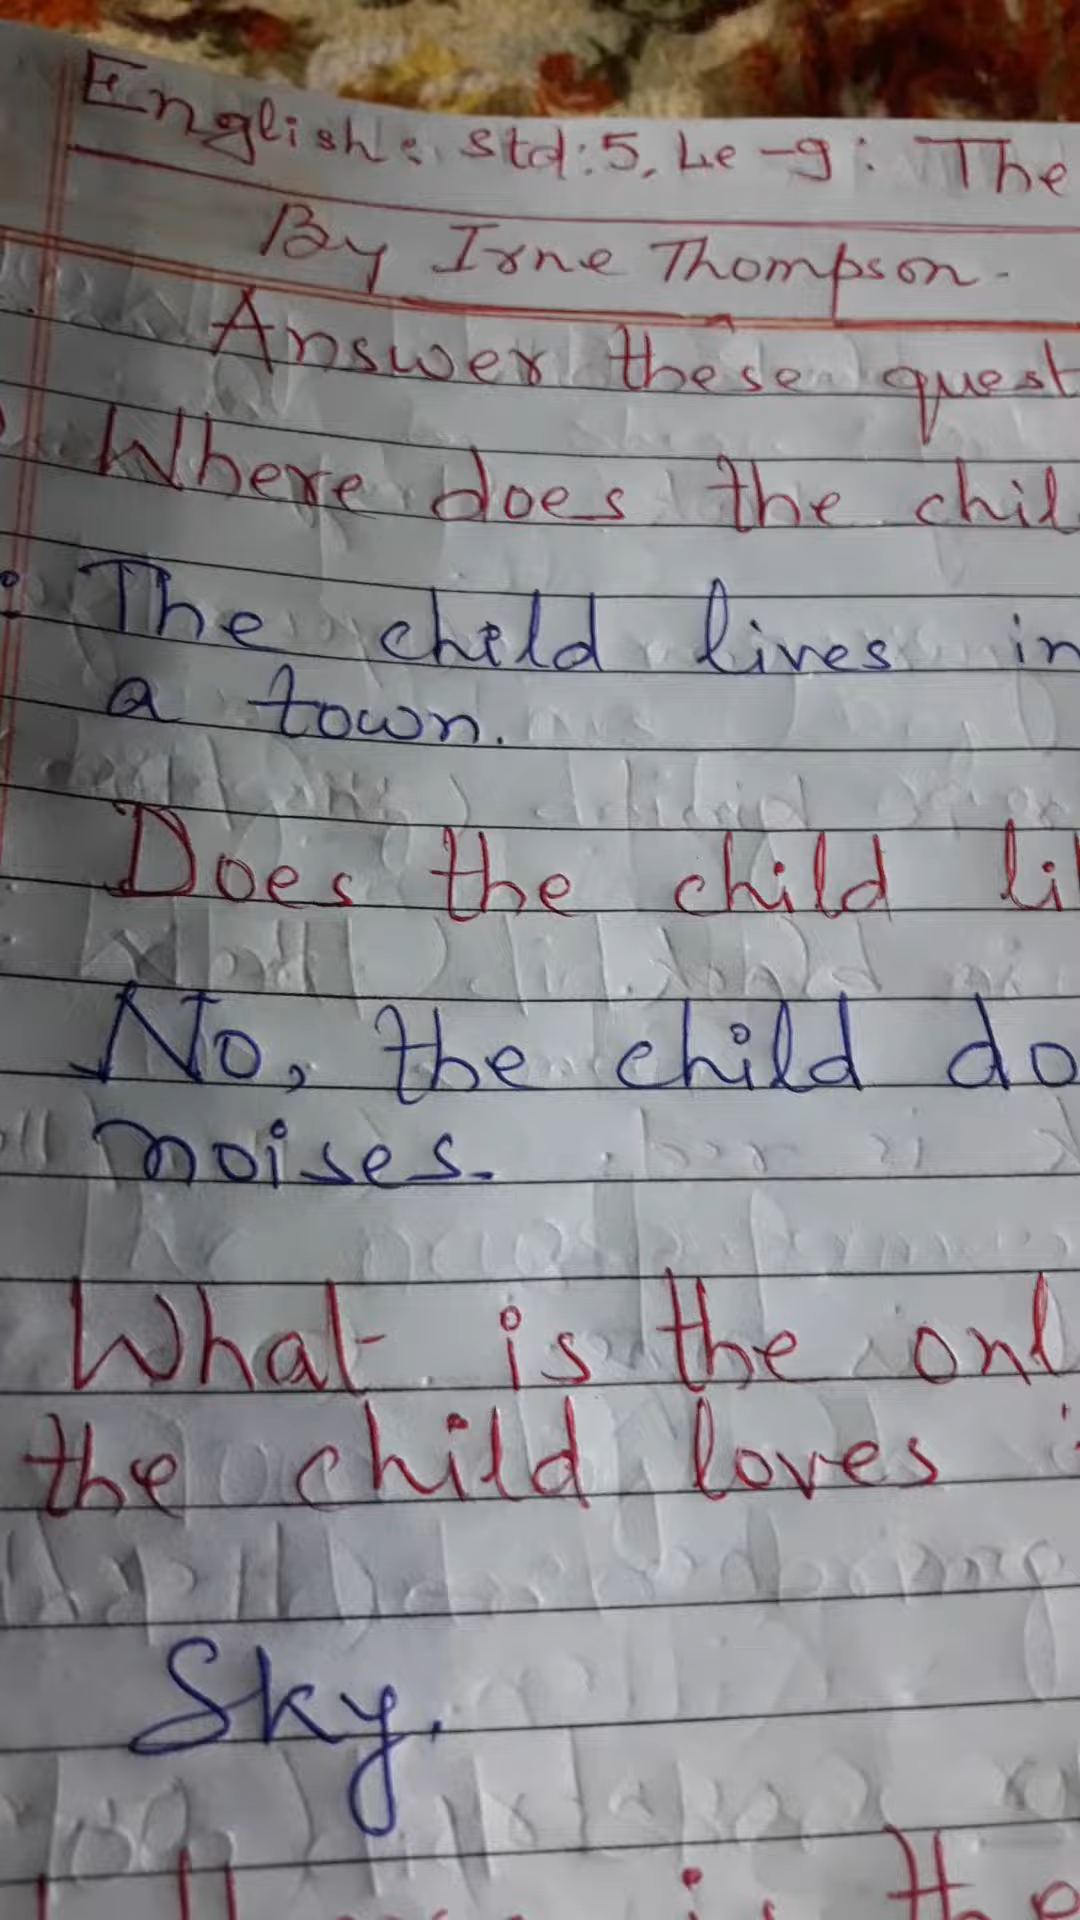 English: Std:5, Le-9: The
By Irne Thompson-
Answer these quest
Where does the chil
: The child lives in
a town.
Does the child li
No, the child do
noises.
What is the onl
the child loves
Sky.
is the